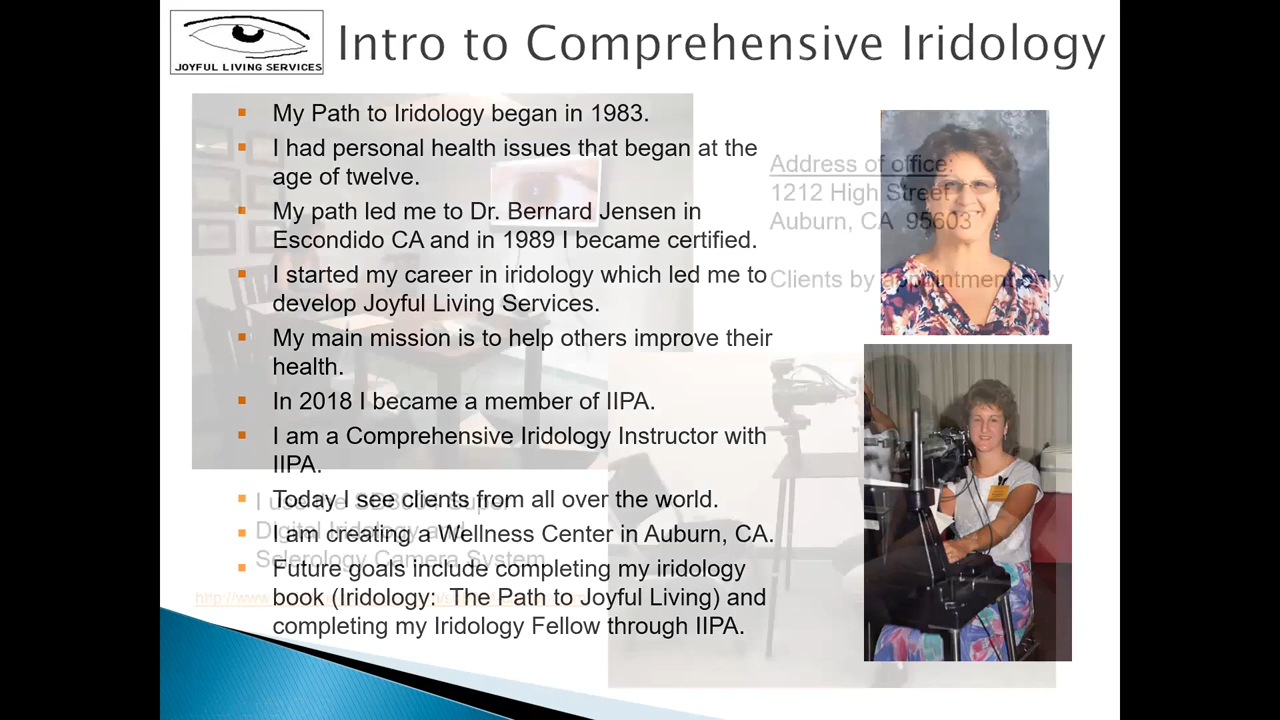 JOYFUL LIVING SERVICES
Intro to Comprehensive Iridology
My Path to Iridology began in 1983.
I had personal health issues that began at the
age of twelve.
My path led me to Dr. Bernard Jensen in
Escondido CA and in 1989 I became certified.
I started my career in iridology which led me to
develop Joyful Living Services.
My main mission is to help others improve their
health.
In 2018 I became a member of IIPA.
I am a Comprehensive Iridology Instructor with
IIPA.
Today I see clients from all over the world.
I am creating a Wellness Center in Auburn, CA.
Future goals include completing my iridology
book (Iridology: The Path to Joyful Living) and
completing my Iridology Fellow through IIPA.
Address of office:
1212 High Street
Auburn, CA 95603
Clients by appointment only
I use the Super
Digital Iridology and
Sclerology Camera System
http://www.